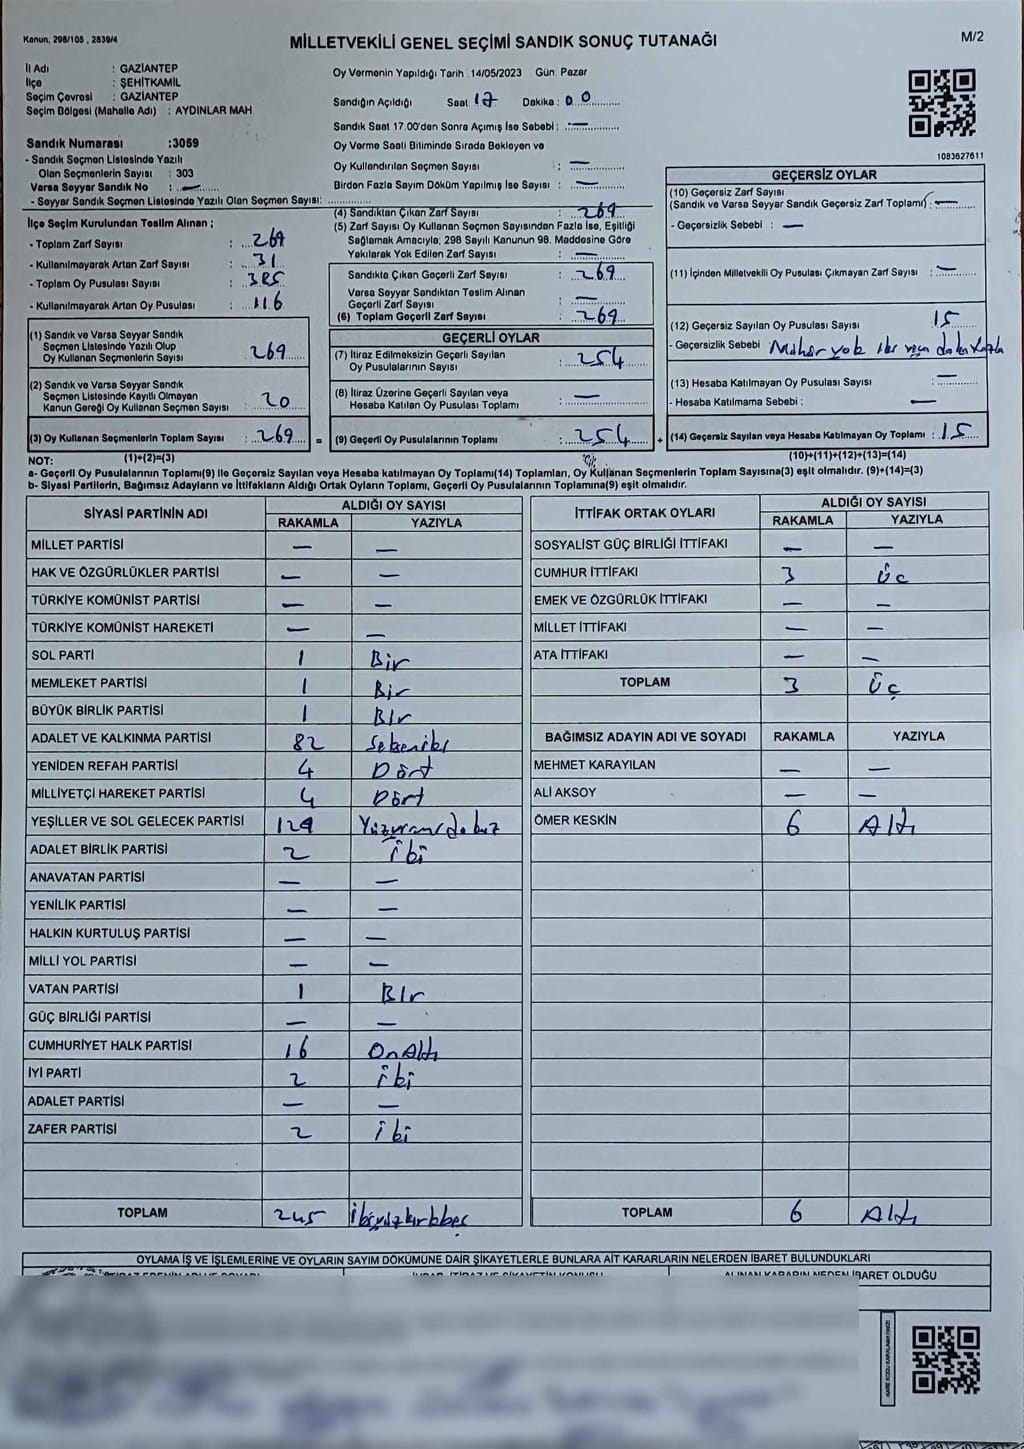 Kanun, 298/105 , 2839/4
MİLLETVEKİLİ GENEL SEÇİMİ SANDIK SONUÇ TUTANAĞI
M/2
İl Adı : GAZİANTEP
İlçe : ŞEHİTKAMİL
Seçim Çevresi : GAZİANTEP
Seçim Bölgesi (Mahalle Adı) : AYDINLAR MAH
Sandık Numarası :3059
- Sandık Seçmen Listesinde Yazılı
Olan Seçmenlerin Sayısı : 303
Varsa Seyyar Sandık No : —
- Seyyar Sandık Seçmen Listesinde Yazılı Olan Seçmen Sayısı:
Oy Vermenin Yapıldığı Tarih : 14/05/2023 Gün: Pazar
Sandığın Açıldığı Saat 17 Dakika : 00
Sandık Saat 17.00'den Sonra Açımış İse Sebebi : —
Oy Verme Saati Bitiminde Sırada Bekleyen ve
Oy Kullandırılan Seçmen Sayısı : —
Birden Fazla Sayım Döküm Yapılmış İse Sayısı : —
1083627611
İlçe Seçim Kurulundan Teslim Alınan ;
- Toplam Zarf Sayısı : 269
- Kullanılmayarak Artan Zarf Sayısı : 31
- Toplam Oy Pusulası Sayısı : 385
- Kullanılmayarak Artan Oy Pusulası : 116
(1) Sandık ve Varsa Seyyar Sandık
Seçmen Listesinde Yazılı Olup
Oy Kullanan Seçmenlerin Sayısı : 269
(2) Sandık ve Varsa Seyyar Sandık
Seçmen Listesinde Kayıtlı Olmayan
Kanun Gereği Oy Kullanan Seçmen Sayısı : 20
(3) Oy Kullanan Seçmenlerin Toplam Sayısı : 269 =
(4) Sandıktan Çıkan Zarf Sayısı : 269
(5) Zarf Sayısı Oy Kullanan Seçmen Sayısından Fazla İse, Eşitliği
Sağlamak Amacıyla, 298 Sayılı Kanunun 98. Maddesine Göre
Yakılarak Yok Edilen Zarf Sayısı : —
Sandıkta Çıkan Geçerli Zarf Sayısı : 269
Varsa Seyyar Sandıktan Teslim Alınan
Geçerli Zarf Sayısı : —
(6) Toplam Geçerli Zarf Sayısı : 269
GEÇERLİ OYLAR
(7) İtiraz Edilmeksizin Geçerli Sayılan
Oy Pusulalarının Sayısı : 254
(8) İtiraz Üzerine Geçerli Sayılan veya
Hesaba Katılan Oy Pusulası Toplamı : —
(9) Geçerli Oy Pusulalarının Toplamı : 254 +
GEÇERSİZ OYLAR
(10) Geçersiz Zarf Sayısı
(Sandık ve Varsa Seyyar Sandık Geçersiz Zarf Toplamı) : —
- Geçersizlik Sebebi : —
(11) İçinden Milletvekili Oy Pusulası Çıkmayan Zarf Sayısı : —
(12) Geçersiz Sayılan Oy Pusulası Sayısı : 15
- Geçersizlik Sebebi : Mühür yok
(13) Hesaba Katılmayan Oy Pusulası Sayısı : —
- Hesaba Katılmama Sebebi : —
(14) Geçersiz Sayılan veya Hesaba Katılmayan Oy Toplamı : 15
NOT: (1)+(2)=(3)
(10)+(11)+(12)+(13)=(14)
a- Geçerli Oy Pusulalarının Toplamı(9) ile Geçersiz Sayılan veya Hesaba katılmayan Oy Toplamı(14) Toplamları, Oy Kullanan Seçmenlerin Toplam Sayısına(3) eşit olmalıdır. (9)+(14)=(3)
b- Siyasi Partilerin, Bağımsız Adayların ve İttifakların Aldığı Ortak Oyların Toplamı, Geçerli Oy Pusulalarının Toplamına(9) eşit olmalıdır.
SİYASİ PARTİNİN ADI
ALDIĞI OY SAYISI
RAKAMLA YAZIYLA
MİLLET PARTİSİ — —
HAK VE ÖZGÜRLÜKLER PARTİSİ — —
TÜRKİYE KOMÜNİST PARTİSİ — —
TÜRKİYE KOMÜNİST HAREKETİ — —
SOL PARTİ 1 Bir
MEMLEKET PARTİSİ 1 Bir
BÜYÜK BİRLİK PARTİSİ 1 Bir
ADALET VE KALKINMA PARTİSİ 82 Sekseniki
YENİDEN REFAH PARTİSİ 4 Dört
MİLLİYETÇİ HAREKET PARTİSİ 4 Dört
YEŞİLLER VE SOL GELECEK PARTİSİ 129 Yüzyirmidokuz
ADALET BİRLİK PARTİSİ 2 iki
ANAVATAN PARTİSİ — —
YENİLİK PARTİSİ — —
HALKIN KURTULUŞ PARTİSİ — —
MİLLİ YOL PARTİSİ — —
VATAN PARTİSİ 1 Bir
GÜÇ BİRLİĞİ PARTİSİ — —
CUMHURİYET HALK PARTİSİ 16 OnAltı
İYİ PARTİ 2 iki
ADALET PARTİSİ — —
ZAFER PARTİSİ 2 iki
TOPLAM 245 ikiyüzkırkbeş
İTTİFAK ORTAK OYLARI
ALDIĞI OY SAYISI
RAKAMLA YAZIYLA
SOSYALİST GÜÇ BİRLİĞİ İTTİFAKI — —
CUMHUR İTTİFAKI 3 Üç
EMEK VE ÖZGÜRLÜK İTTİFAKI — —
MİLLET İTTİFAKI — —
ATA İTTİFAKI — —
TOPLAM 3 Üç
BAĞIMSIZ ADAYIN ADI VE SOYADI RAKAMLA YAZIYLA
MEHMET KARAYILAN — —
ALİ AKSOY — —
ÖMER KESKİN 6 Altı
TOPLAM 6 Altı
OYLAMA İŞ VE İŞLEMLERİNE VE OYLARIN SAYIM DÖKÜMÜNE DAİR ŞİKAYETLERLE BUNLARA AİT KARARLARIN NELERDEN İBARET BULUNDUKLARI
ALINAN KARARIN NEDEN İBARET OLDUĞU